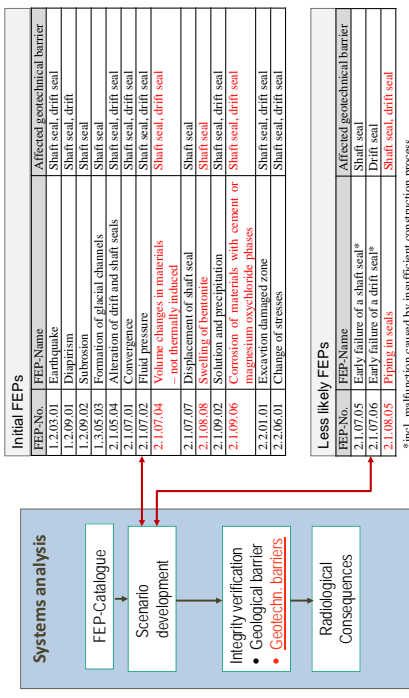 Systems analysis
FEP-Catalogue
Scenario
development
Integrity verification
• Geological barrier
• Geotechn. barriers
Radiological
Consequences
Initial FEPs
FEP-No. FEP-Name Affected geotechnical barrier
1.2.03.01 Earthquake Shaft seal, drift seal
1.2.09.01 Diapirism Shaft seal, drift
1.2.09.02 Subrosion Shaft seal
1.3.05.03 Formation of glacial channels Shaft seal
2.1.05.04 Alteration of drift and shaft seals Shaft seal, drift seal
2.1.07.01 Convergence Shaft seal, drift seal
2.1.07.02 Fluid pressure Shaft seal, drift seal
2.1.07.04 Volume changes in materials Shaft seal, drift seal
– not thermally induced
2.1.07.07 Displacement of shaft seal Shaft seal
2.1.08.08 Swelling of bentonite Shaft seal
2.1.09.02 Solution and precipitation Shaft seal, drift seal
2.1.09.06 Corrosion of materials with cement or Shaft seal, drift seal
magnesium oxychloride phases
2.2.01.01 Excavtion damaged zone Shaft seal, drift seal
2.2.06.01 Change of stresses Shaft seal, drift seal
Less likely FEPs
FEP-No. FEP-Name Affected geotechnical barrier
2.1.07.05 Early failure of a shaft seal* Shaft seal
2.1.07.06 Early failure of a drift seal* Drift seal
2.1.08.05 Piping in seals Shaft seal, drift seal
*incl. malfunction caused by insufficient construction process